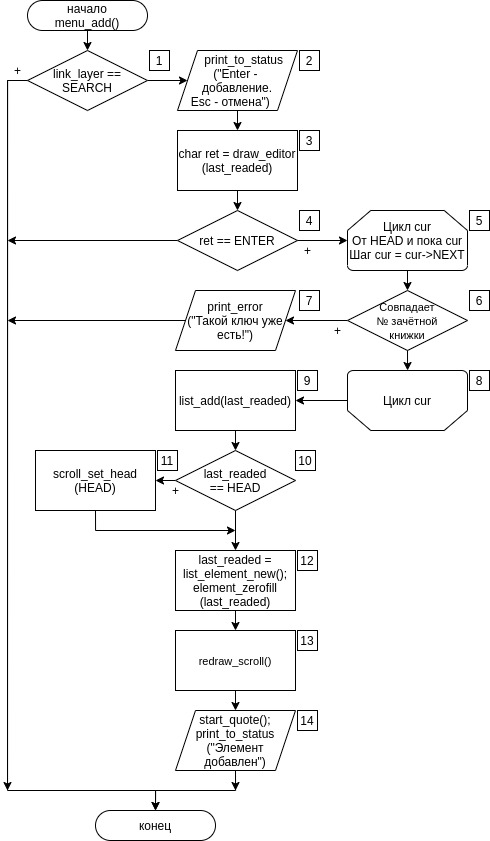 начало
menu_add()
+
1
link_layer ==
SEARCH
2
print_to_status
("Enter -
добавление.
Esc - отмена")
3
char ret = draw_editor
(last_readed)
4
ret == ENTER
+
5
Цикл cur
От HEAD и пока cur
Шаг cur = cur->NEXT
6
Совпадает
№ зачётной
книжки
+
7
print_error
("Такой ключ уже
есть!")
8
Цикл cur
9
list_add(last_readed)
10
last_readed
== HEAD
+
11
scroll_set_head
(HEAD)
12
last_readed =
list_element_new();
element_zerofill
(last_readed)
13
redraw_scroll()
14
start_quote();
print_to_status
("Элемент
добавлен")
конец